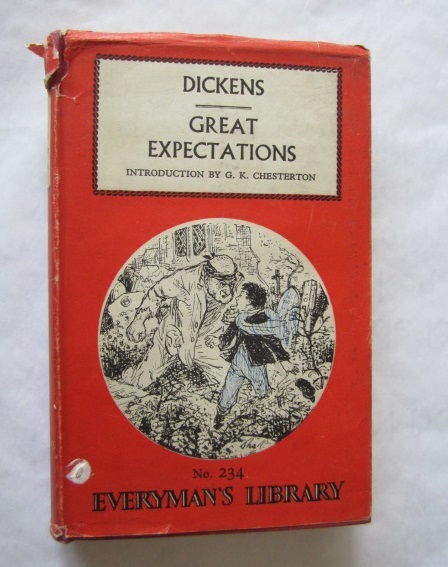 DICKENS
GREAT
EXPECTATIONS
INTRODUCTION BY G. K. CHESTERTON
No. 234
EVERYMAN'S LIBRARY